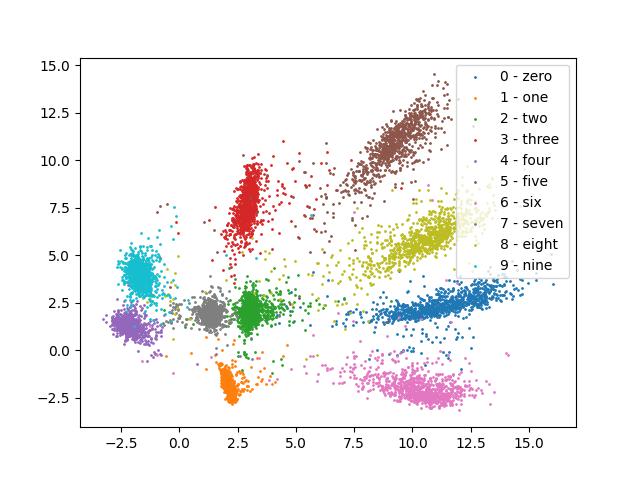 15.0
12.5
10.0
7.5
5.0
2.5
0.0
−2.5
−2.5
0.0
2.5
5.0
7.5
10.0
12.5
15.0
0 - zero
1 - one
2 - two
3 - three
4 - four
5 - five
6 - six
7 - seven
8 - eight
9 - nine